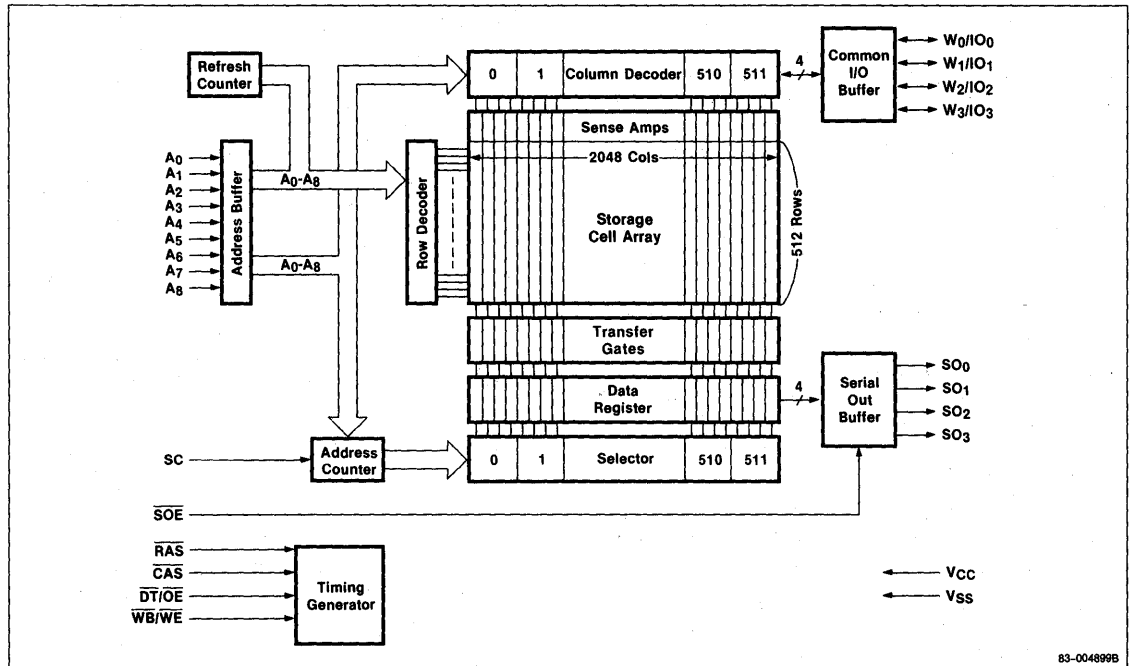 Refresh
Counter
0 1 Column Decoder 510 511
4
Common
I/O
Buffer
W0/IO0
W1/IO1
W2/IO2
W3/IO3
Sense Amps
2048 Cols
A0
A1
A2
A3
A4
A5
A6
A7
A8
Address Buffer
A0-A8
A0-A8
Row Decoder
Storage
Cell Array
512 Rows
Transfer
Gates
Data
Register
4
Serial
Out
Buffer
SO0
SO1
SO2
SO3
SC
Address
Counter
0 1 Selector 510 511
SOE
RAS
CAS
DT/OE
WB/WE
Timing
Generator
VCC
VSS
83-004899B